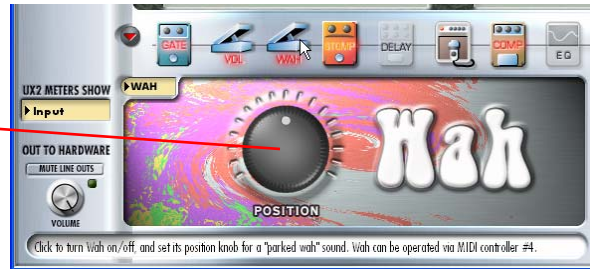 GATE
VOL
WAH
STOMP
DELAY
COMP
EQ
UX2 METERS SHOW
Input
WAH
Wah
OUT TO HARDWARE
MUTE LINE OUTS
VOLUME
POSITION
Click to turn Wah on/off, and set its position knob for a "parked wah" sound. Wah can be operated via MIDI controller #4.